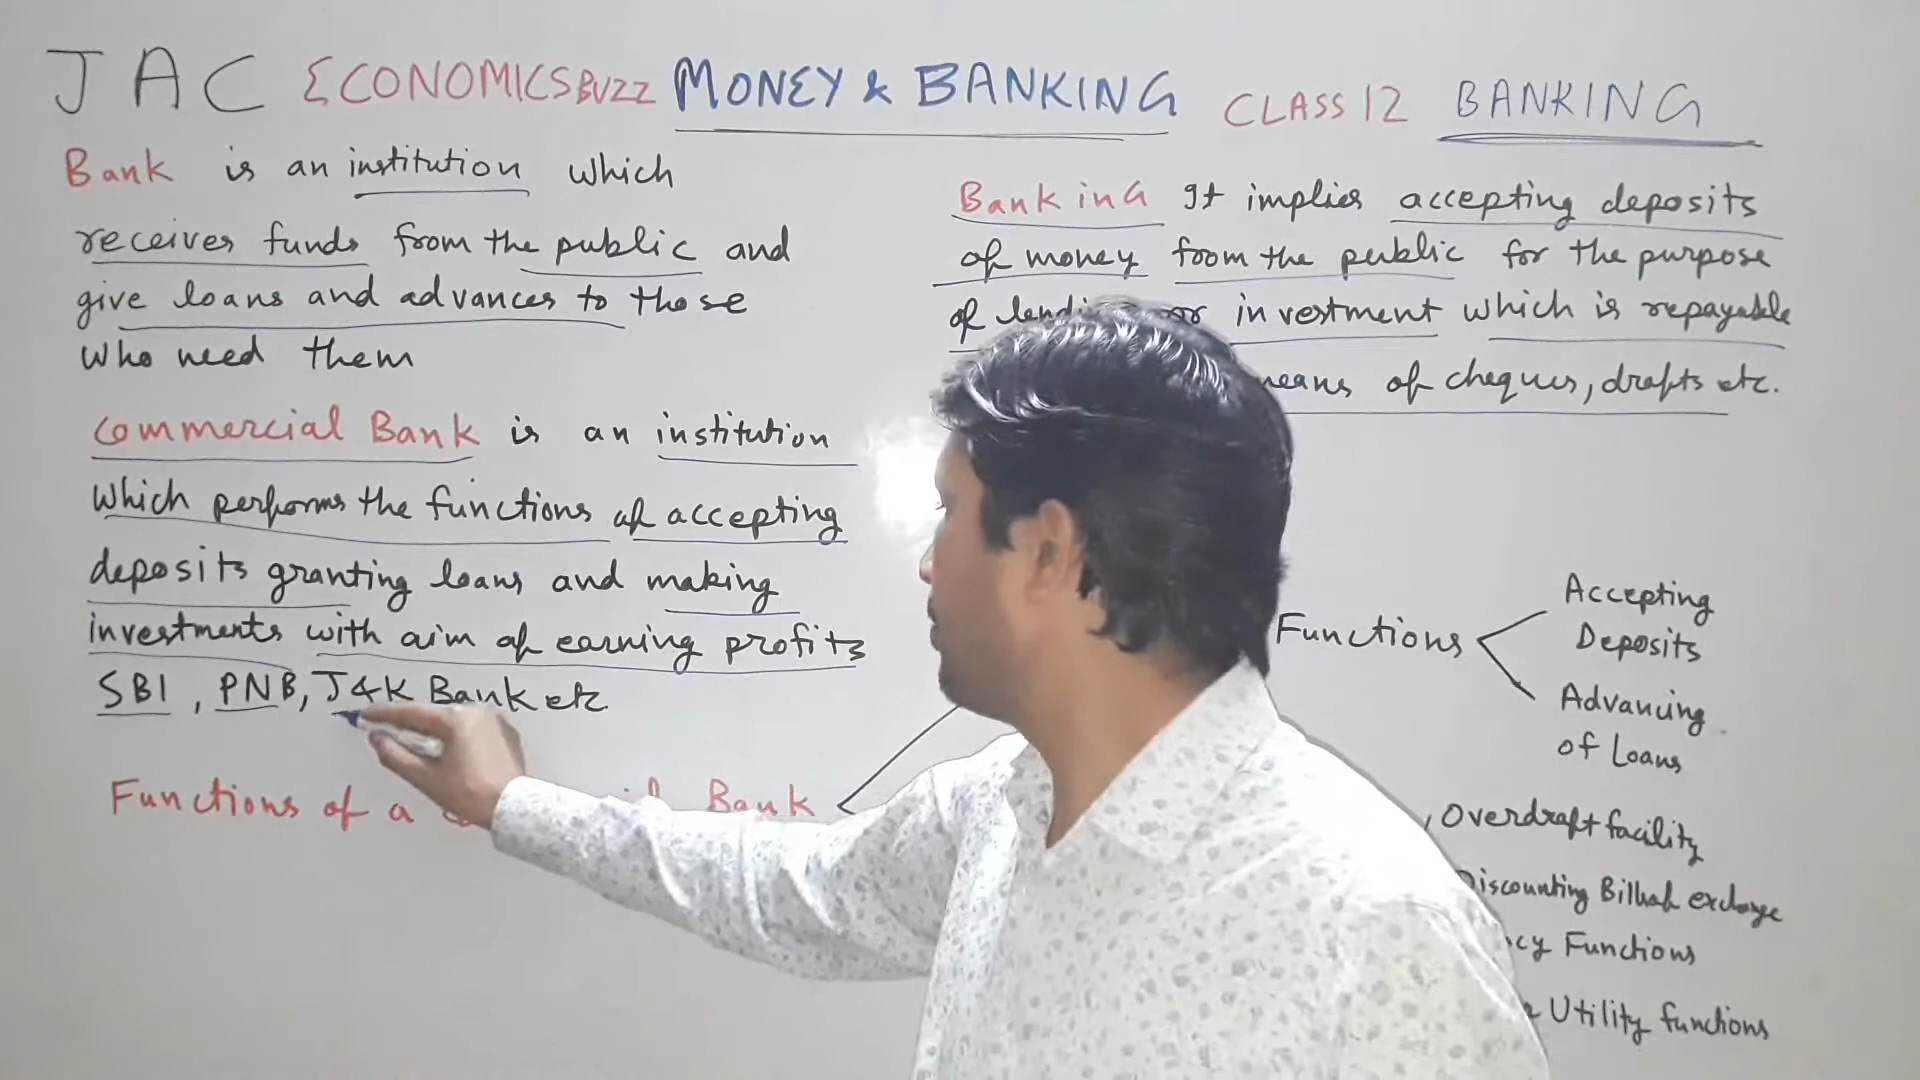 JAC ECONOMICSBUZZ MONEY & BANKING CLASS 12 BANKING
Bank is an institution which
receives funds from the public and
give loans and advances to those
who need them
Commercial Bank is an institution
which performs the functions of accepting
deposits granting loans and making
investments with aim of earning profits
SBI, PNB, J&K Bank etc
Functions of a Bank
BankinG It implies accepting deposits
of money from the public for the purpose
of or investment which is repayable
means of cheques, drafts etc.
Functions
Accepting
Deposits
Advancing
of Loans
Overdraft facility
Discounting Bill of exchange
Functions
Utility functions